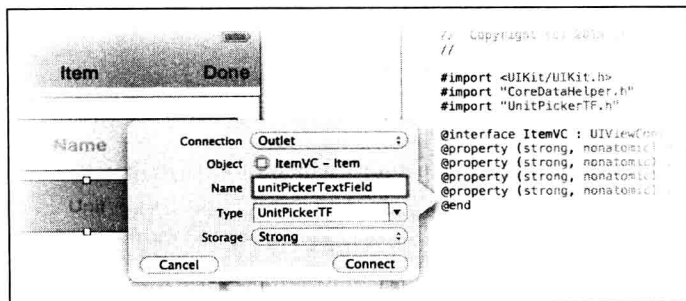 Item Done
Name
Unit
Connection Outlet
Object ItemVC – Item
Name unitPickerTextField
Type UnitPickerTF
Storage Strong
Cancel Connect
// Copyright (c)
//
#import <UIKit/UIKit.h>
#import "CoreDataHelper.h"
#import "UnitPickerTF.h"
@interface ItemVC :
@property (strong, nonatomic)
@property (strong, nonatomic)
@property (strong, nonatomic)
@property (strong, nonatomic)
@end